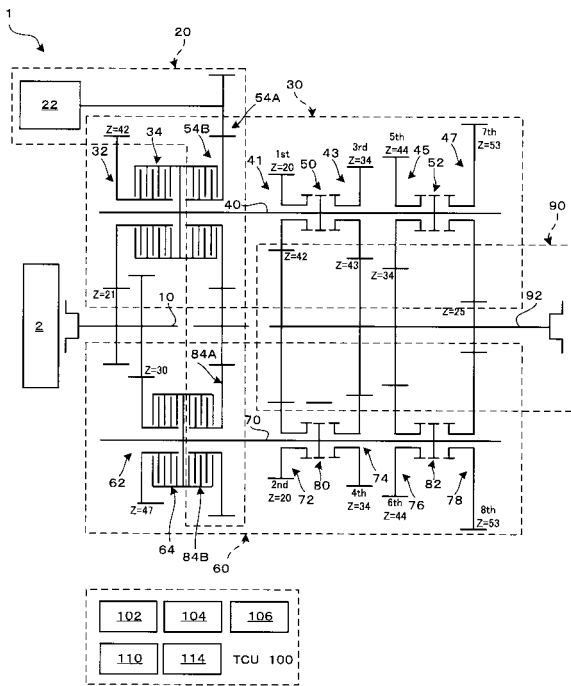 1
20
22
30
54A
54B
34
Z=42
32
41
1st
Z=20
50
43
3rd
Z=34
5th
Z=44
45
52
47
7th
Z=53
40
90
Z=42
Z=43
Z=34
Z=21
10
Z=25
92
2
Z=30
84A
70
62
Z=47
64
84B
60
2nd
Z=20
72
80
4th
Z=34
74
6th
Z=44
76
82
78
8th
Z=53
102
104
106
110
114
TCU 100